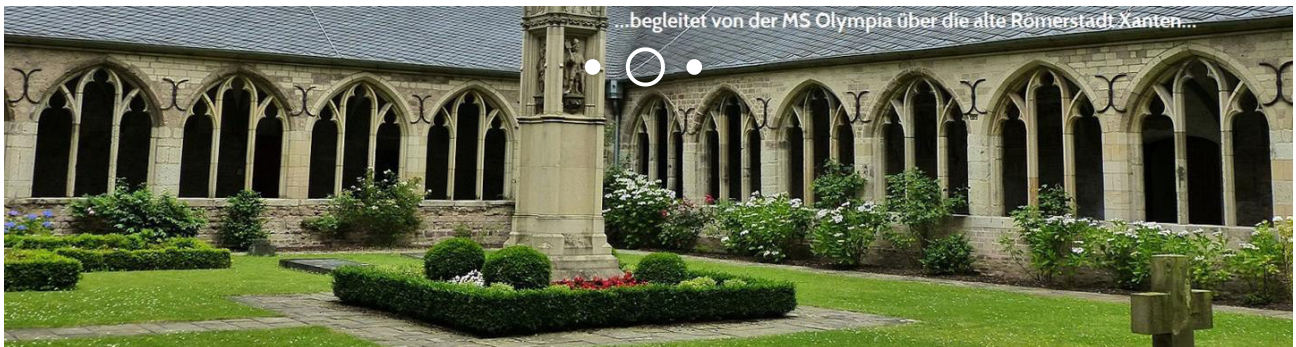 ...begleitet von der MS Olympia über die alte Römerstadt Xanten...